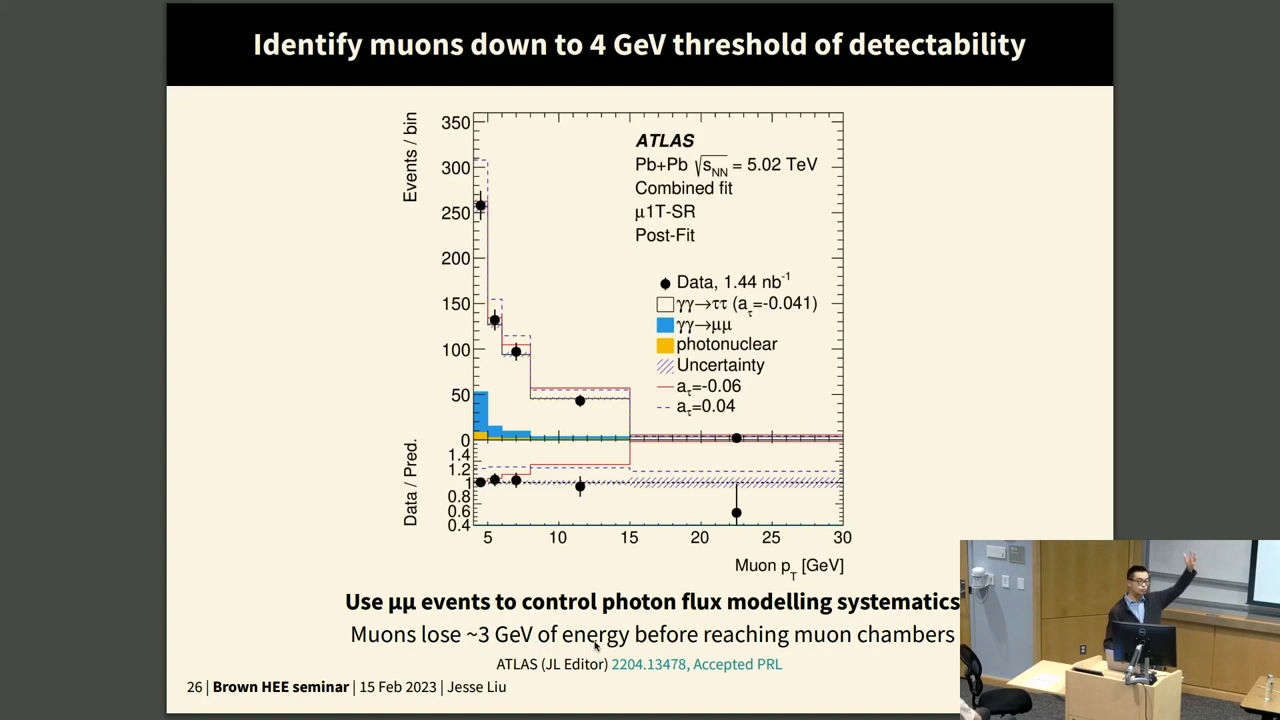 Identify muons down to 4 GeV threshold of detectability
Events / bin
350
300
250
200
150
100
50
0
ATLAS
Pb+Pb √sNN = 5.02 TeV
Combined fit
μ1T-SR
Post-Fit
Data, 1.44 nb-1
γγ→ττ (aτ=-0.041)
γγ→μμ
photonuclear
Uncertainty
aτ=-0.06
aτ=0.04
Data / Pred.
1.4
1.2
1
0.8
0.6
0.4
5 10 15 20 25 30
Muon pT [GeV]
Use μμ events to control photon flux modelling systematics
Muons lose ~3 GeV of energy before reaching muon chambers
ATLAS (JL Editor) 2204.13478, Accepted PRL
26 | Brown HEE seminar | 15 Feb 2023 | Jesse Liu